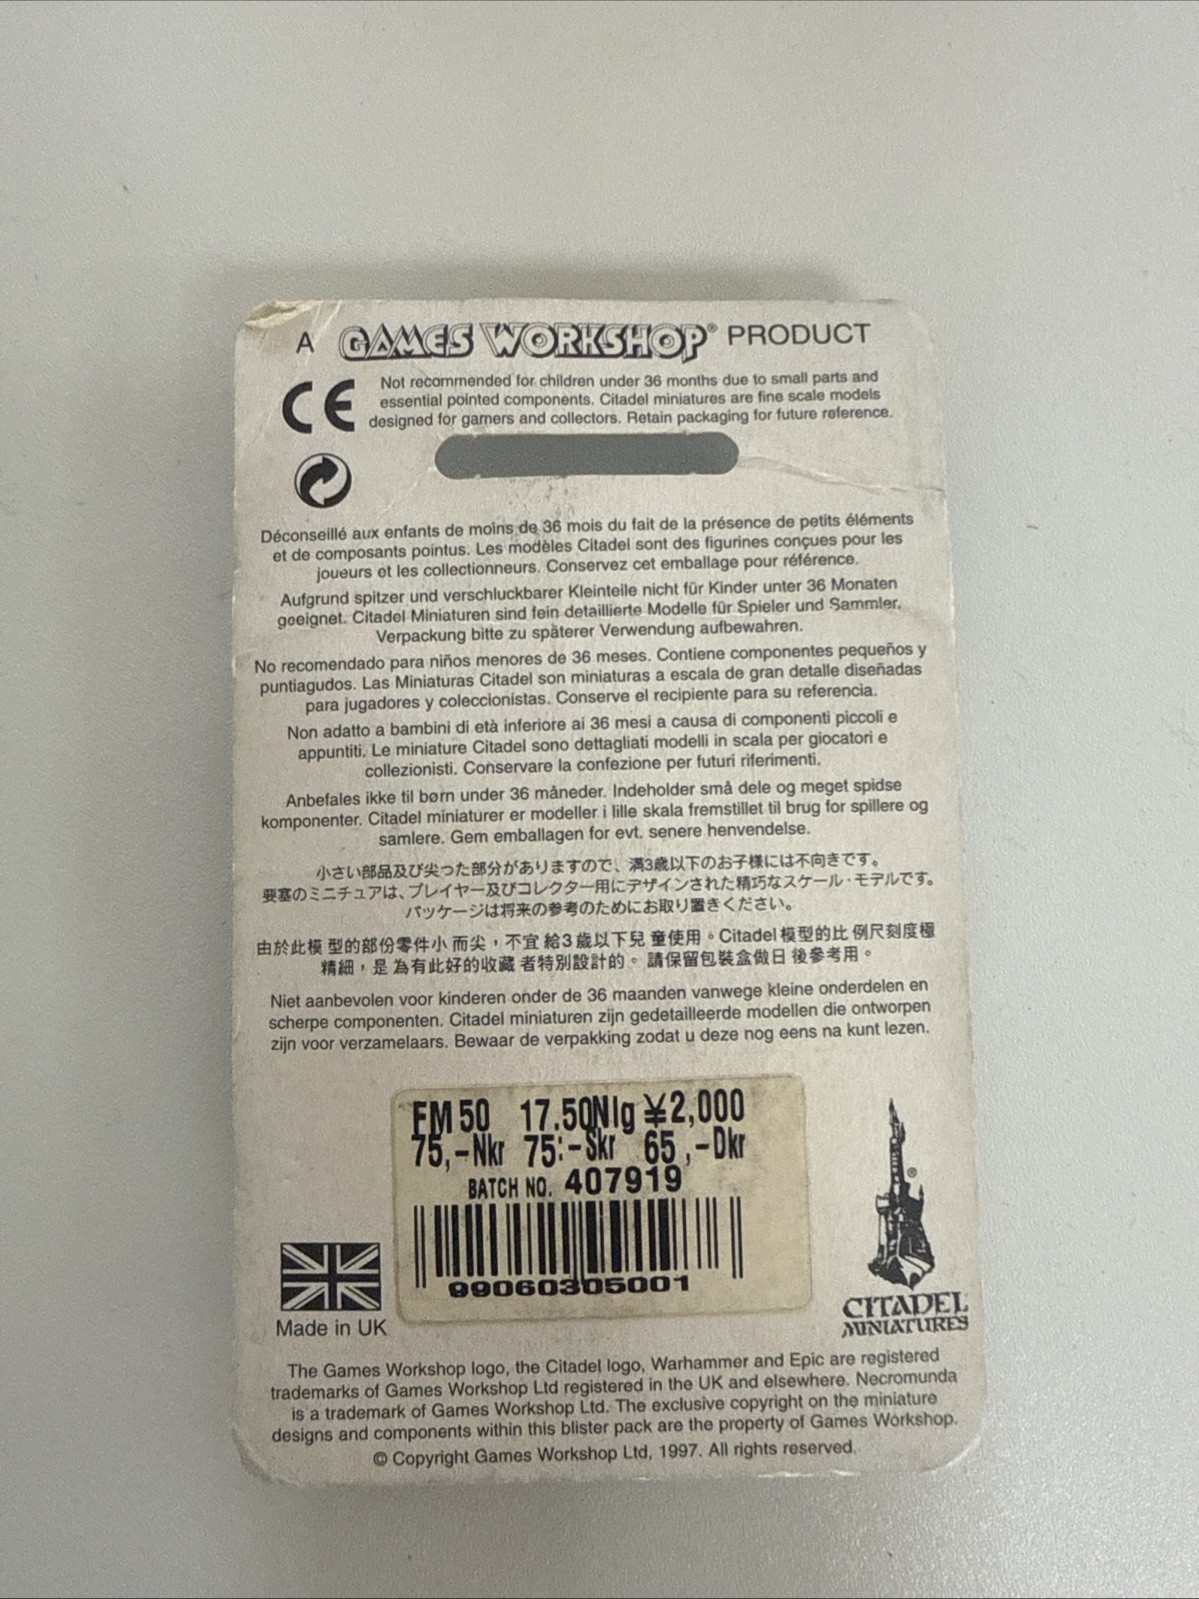 A GAMES WORKSHOP® PRODUCT
CE
Not recommended for children under 36 months due to small parts and
essential pointed components. Citadel miniatures are fine scale models
designed for gamers and collectors. Retain packaging for future reference.
Déconseillé aux enfants de moins de 36 mois du fait de la présence de petits éléments
et de composants pointus. Les modèles Citadel sont des figurines conçues pour les
joueurs et les collectionneurs. Conservez cet emballage pour référence.
Aufgrund spitzer und verschluckbarer Kleinteile nicht für Kinder unter 36 Monaten
geeignet. Citadel Miniaturen sind fein detaillierte Modelle für Spieler und Sammler.
Verpackung bitte zu späterer Verwendung aufbewahren.
No recomendado para niños menores de 36 meses. Contiene componentes pequeños y
puntiagudos. Las Miniaturas Citadel son miniaturas a escala de gran detalle diseñadas
para jugadores y coleccionistas. Conserve el recipiente para su referencia.
Non adatto a bambini di età inferiore ai 36 mesi a causa di componenti piccoli e
appuntiti. Le miniature Citadel sono dettagliati modelli in scala per giocatori e
collezionisti. Conservare la confezione per futuri riferimenti.
Anbefales ikke til børn under 36 måneder. Indeholder små dele og meget spidse
komponenter. Citadel miniaturer er modeller i lille skala fremstillet til brug for spillere og
samlere. Gem emballagen for evt. senere henvendelse.
小さい部品及び尖った部分がありますので、満3歳以下のお子様には不向きです。
要塞のミニチュアは、プレイヤー及びコレクター用にデザインされた精巧なスケール・モデルです。
パッケージは将来の参考のためにお取り置きください。
由於此模型的部份零件小而尖，不宜給3歲以下兒童使用。Citadel模型的比例尺刻度極
精細，是為有此好的收藏者特別設計的。請保留包裝盒做日後參考用。
Niet aanbevolen voor kinderen onder de 36 maanden vanwege kleine onderdelen en
scherpe componenten. Citadel miniaturen zijn gedetailleerde modellen die ontworpen
zijn voor verzamelaars. Bewaar de verpakking zodat u deze nog eens na kunt lezen.
FM50 17.50Nlg ¥2,000
75,-Nkr 75:-Skr 65,-Dkr
BATCH NO. 407919
99060305001
Made in UK
®
CITADEL
MINIATURES
The Games Workshop logo, the Citadel logo, Warhammer and Epic are registered
trademarks of Games Workshop Ltd registered in the UK and elsewhere. Necromunda
is a trademark of Games Workshop Ltd. The exclusive copyright on the miniature
designs and components within this blister pack are the property of Games Workshop.
© Copyright Games Workshop Ltd, 1997. All rights reserved.